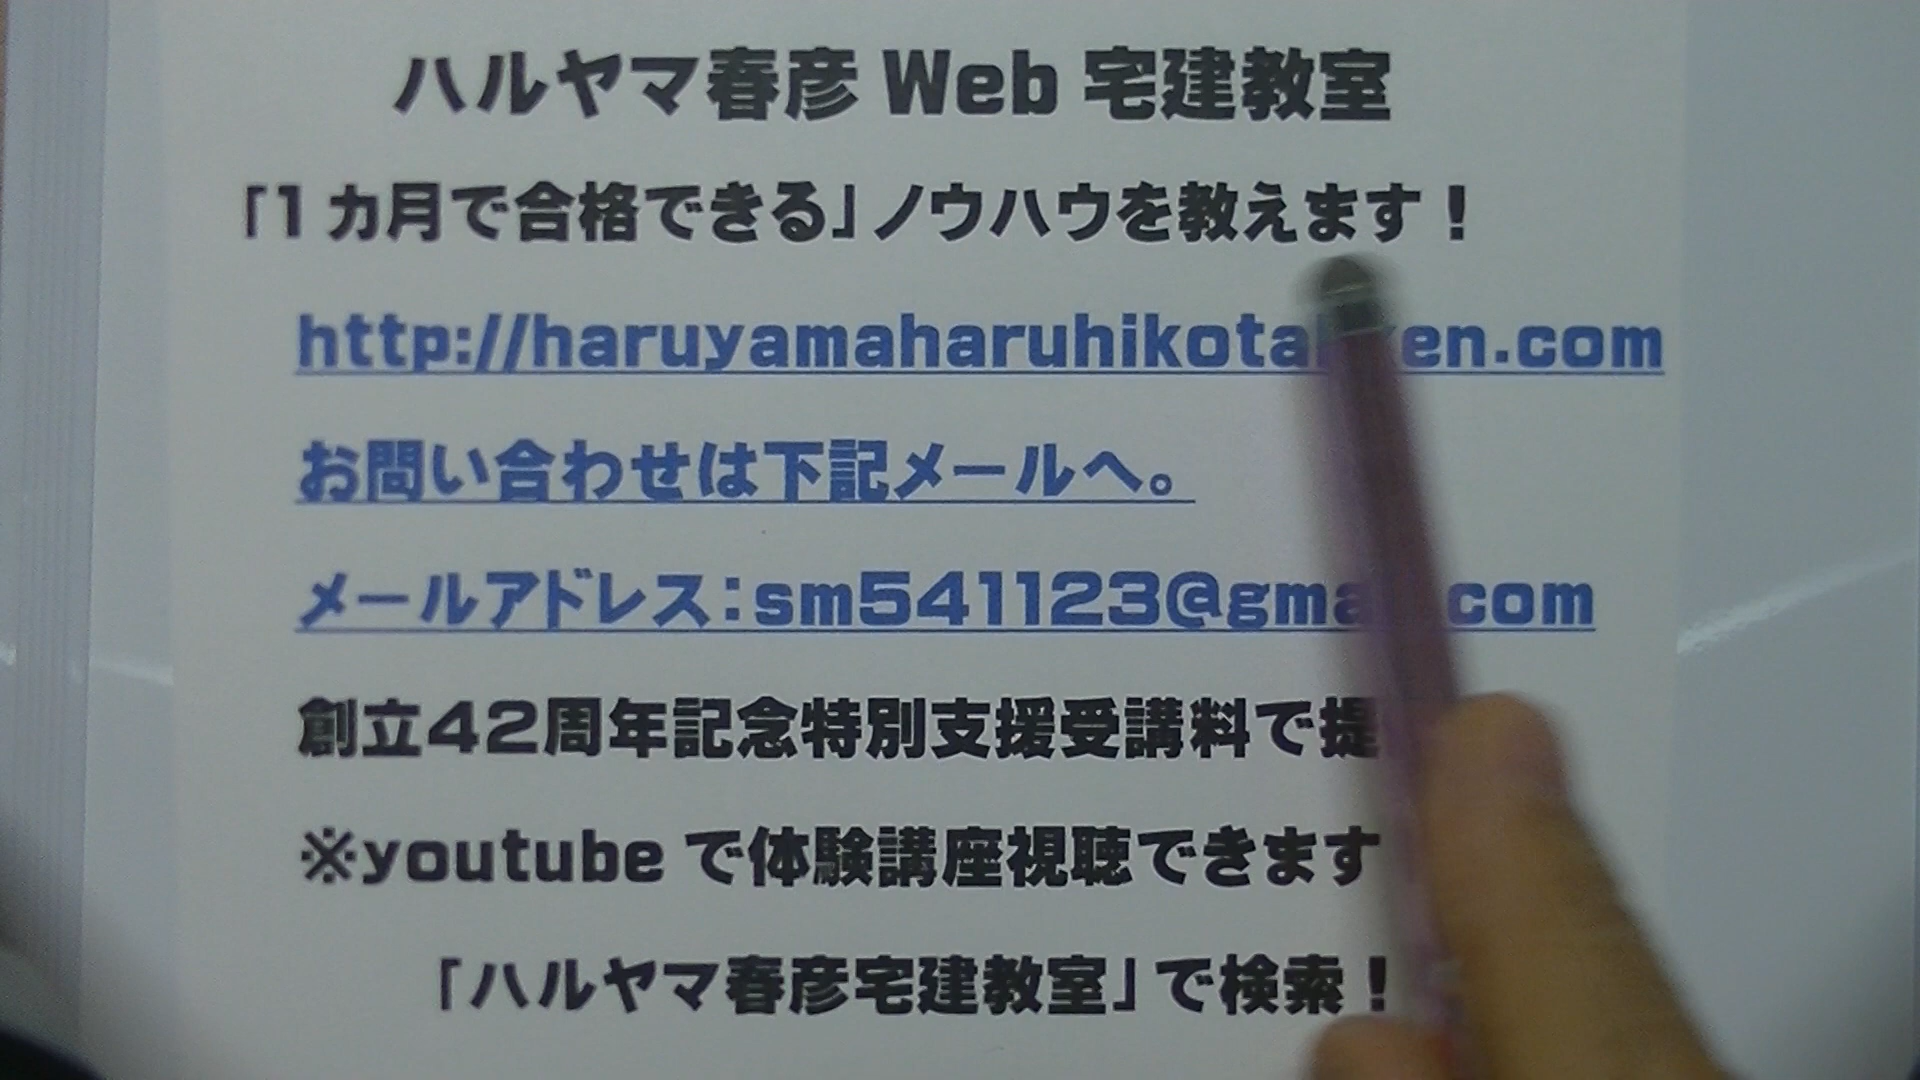 ハルヤマ春彦 Web 宅建教室
「1カ月で合格できる」ノウハウを教えます!
http://haruyamaharuhikota en.com
お問い合わせは下記メールへ。
メールアドレス:sm541123@gma .com
創立42周年記念特別支援受講料で提
※youtube で体験講座視聴できます
「ハルヤマ春彦宅建教室」で検索!